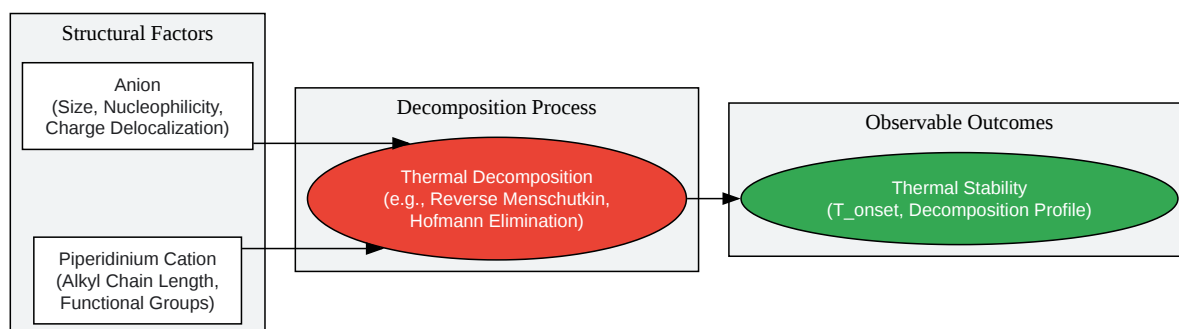 Structural Factors
Anion
(Size, Nucleophilicity,
Charge Delocalization)
Piperidinium Cation
(Alkyl Chain Length,
Functional Groups)
Decomposition Process
Thermal Decomposition
(e.g., Reverse Menschutkin,
Hofmann Elimination)
Observable Outcomes
Thermal Stability
(T_onset, Decomposition Profile)